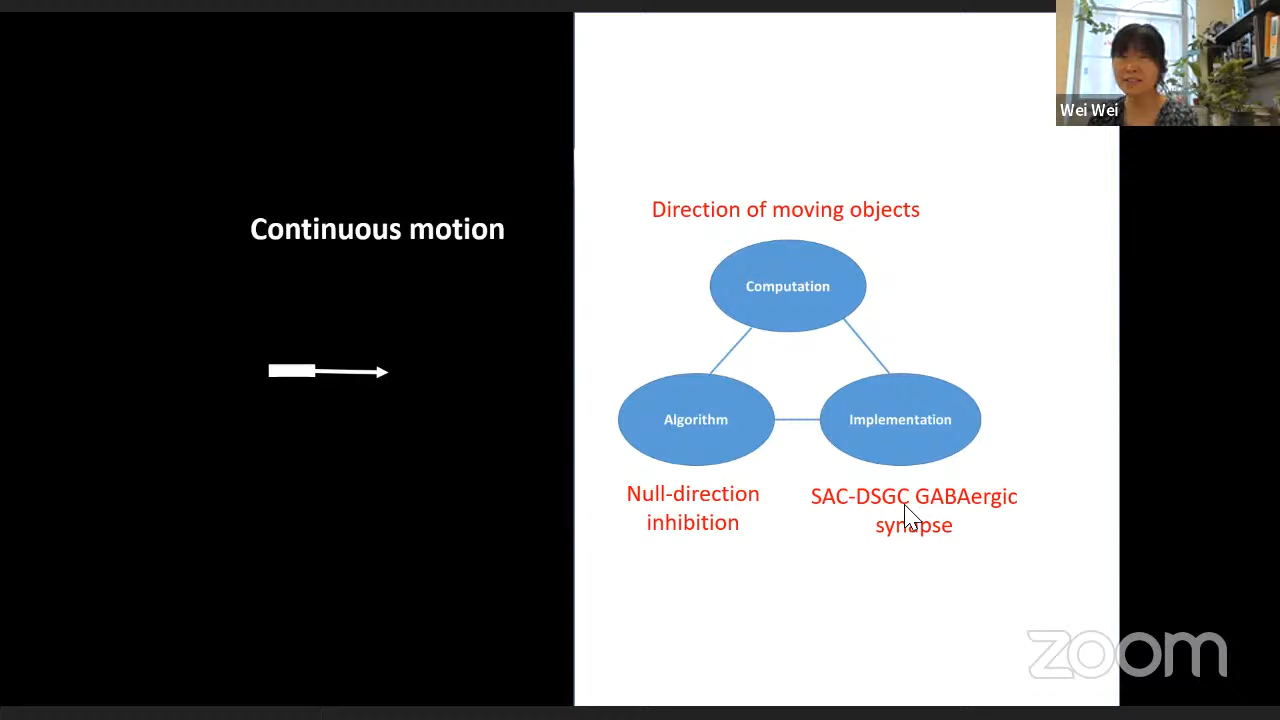 Wei Wei
Continuous motion
Direction of moving objects
Computation
Algorithm
Implementation
Null-direction
inhibition
SAC-DSGC GABAergic
synapse
zoom